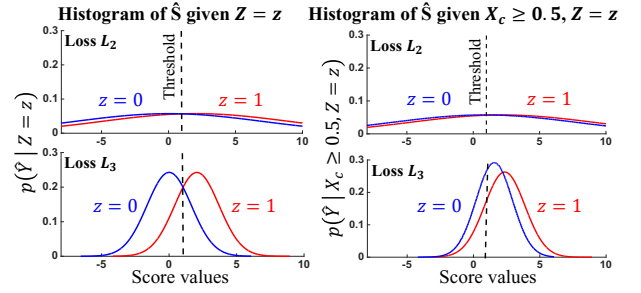 Histogram of Ŝ given Z = z
Histogram of Ŝ given X_c ≥ 0.5, Z = z
p(Ŷ | Z = z)
0.3
0.2
0.1
0
Loss L₂
Threshold
z = 0
z = 1
-5
0
5
10
0.3
0.2
0.1
0
Loss L₃
z = 0
z = 1
-5
0
5
10
Score values
p(Ŷ | X_c ≥ 0.5, Z = z)
0.3
0.2
0.1
0
Loss L₂
Threshold
z = 0
z = 1
-5
0
5
10
0.3
0.2
0.1
0
Loss L₃
z = 0
z = 1
-5
0
5
10
Score values